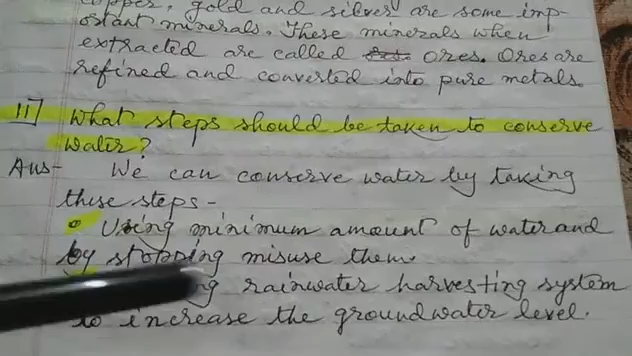 copper, gold and silver are some imp-
ortant minerals. These minerals when
extracted are called ores. Ores are
refined and converted into pure metals.
11] What steps should be taken to conserve
water?
Ans- We can conserve water by taking
these steps-
• Using minimum amount of water and
by stopping misuse them.
rainwater harvesting system
to increase the groundwater level.